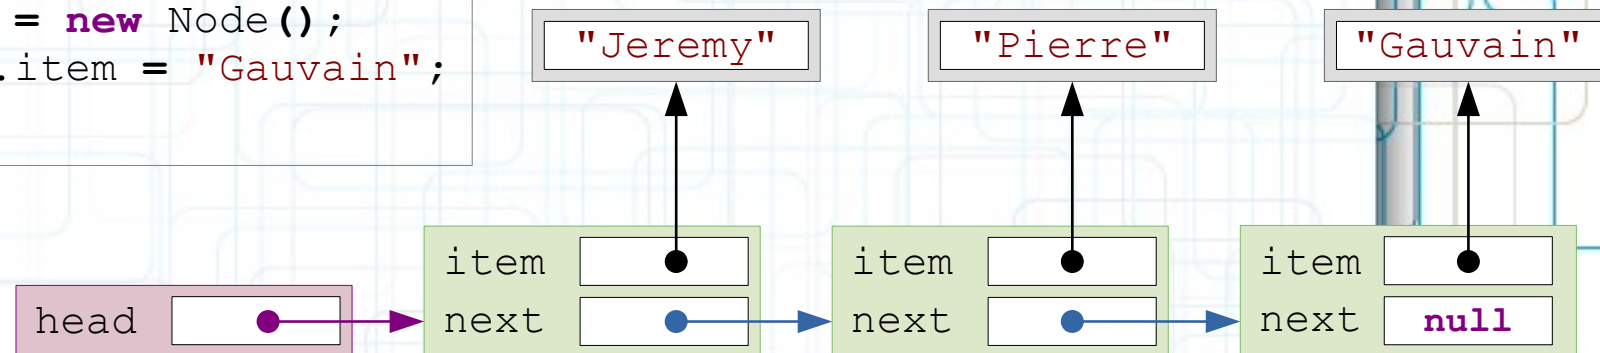 = new Node();
.item = "Gauvain";
"Jeremy" "Pierre" "Gauvain"
item item item
head next next next null